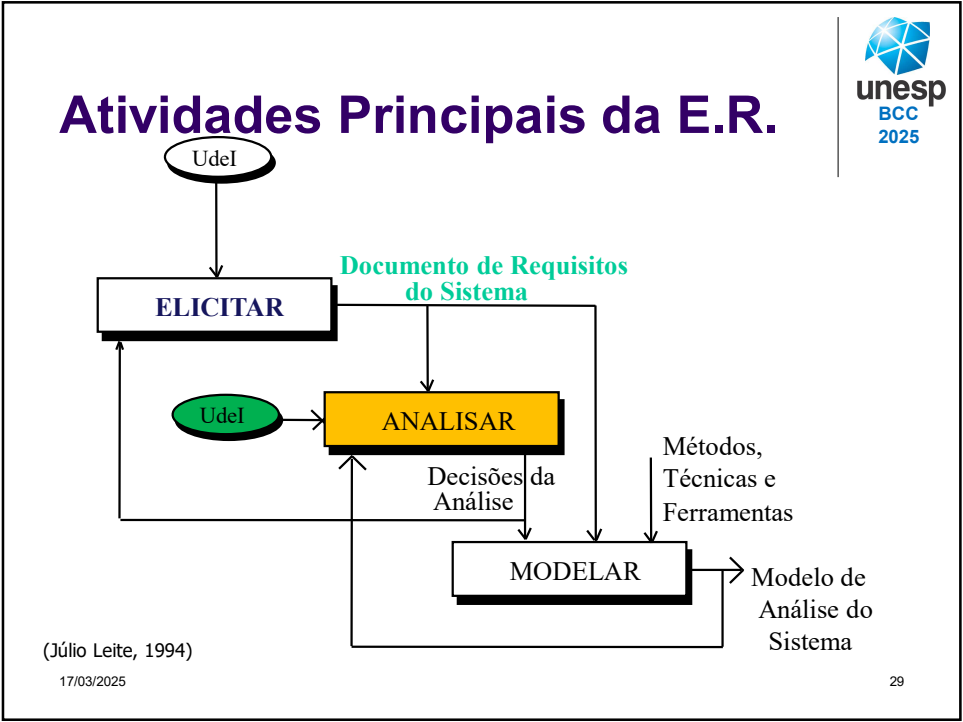 Atividades Principais da E.R.
unesp
BCC
2025
UdeI
Documento de Requisitos
do Sistema
ELICITAR
UdeI
ANALISAR
Decisões da
Análise
Métodos,
Técnicas e
Ferramentas
MODELAR
Modelo de
Análise do
Sistema
(Júlio Leite, 1994)
17/03/2025
29